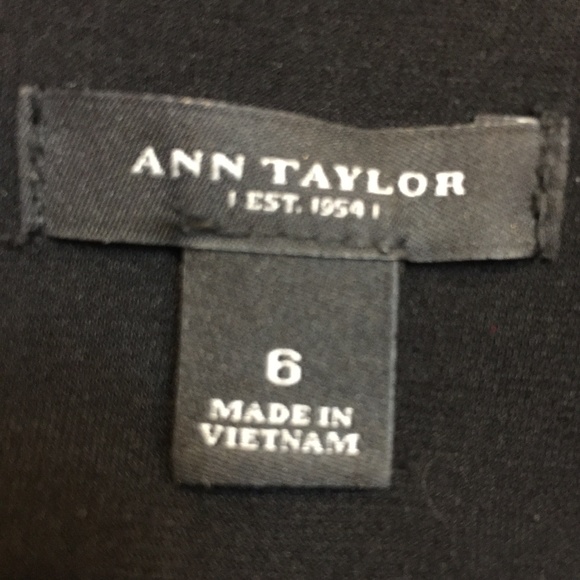 ANN TAYLOR
| EST. 1954 |
6
MADE IN
VIETNAM